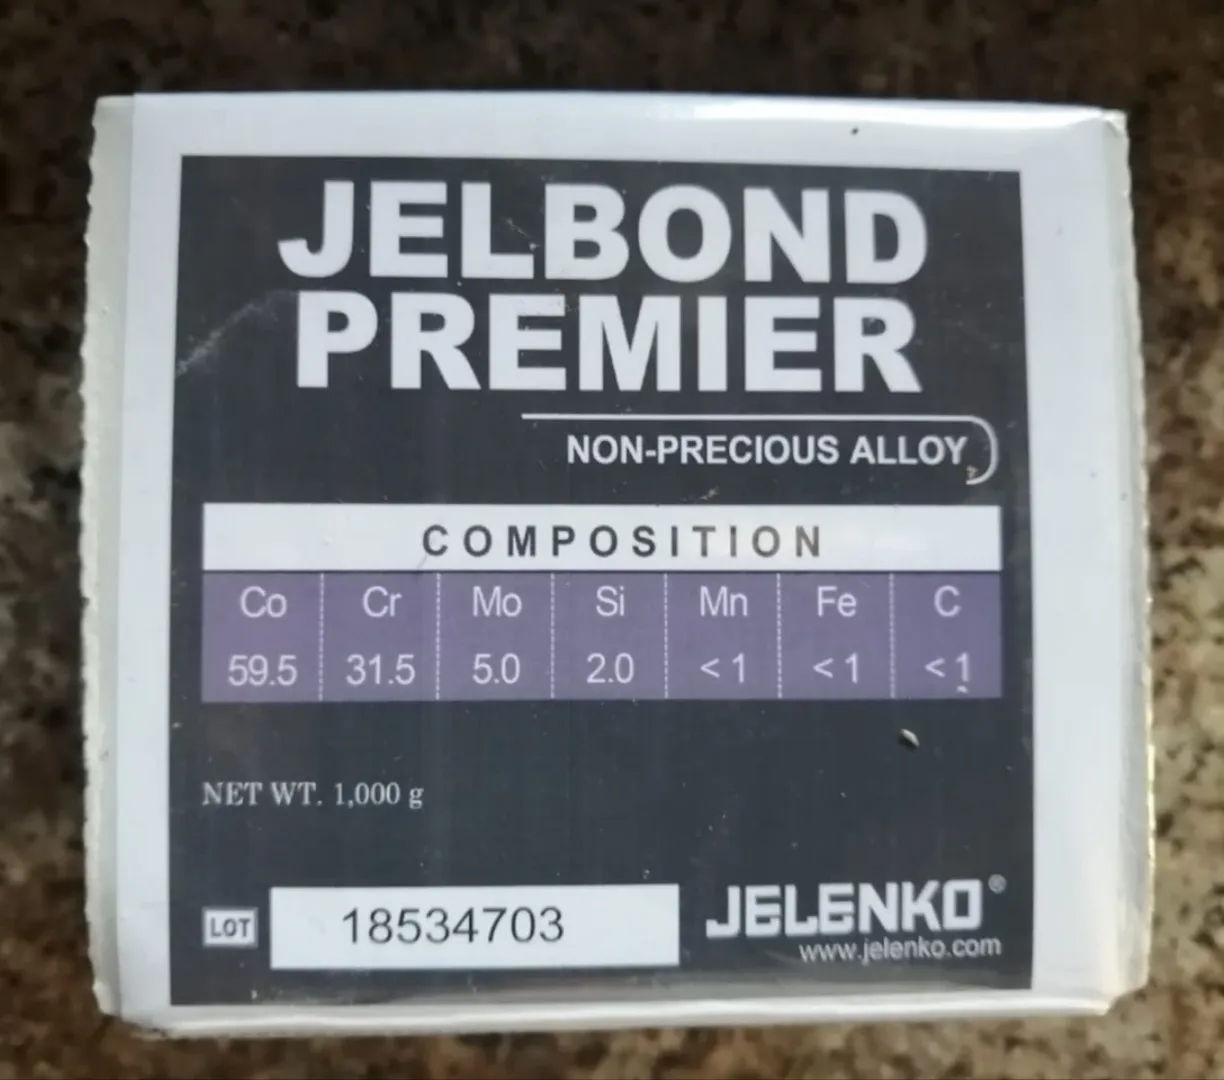 JELBOND
PREMIER
NON-PRECIOUS ALLOY
COMPOSITION
Co Cr Mo Si Mn Fe C
59.5 31.5 5.0 2.0 < 1 < 1 < 1
NET WT. 1,000 g
LOT 18534703
JELENKO®
www.jelenko.com